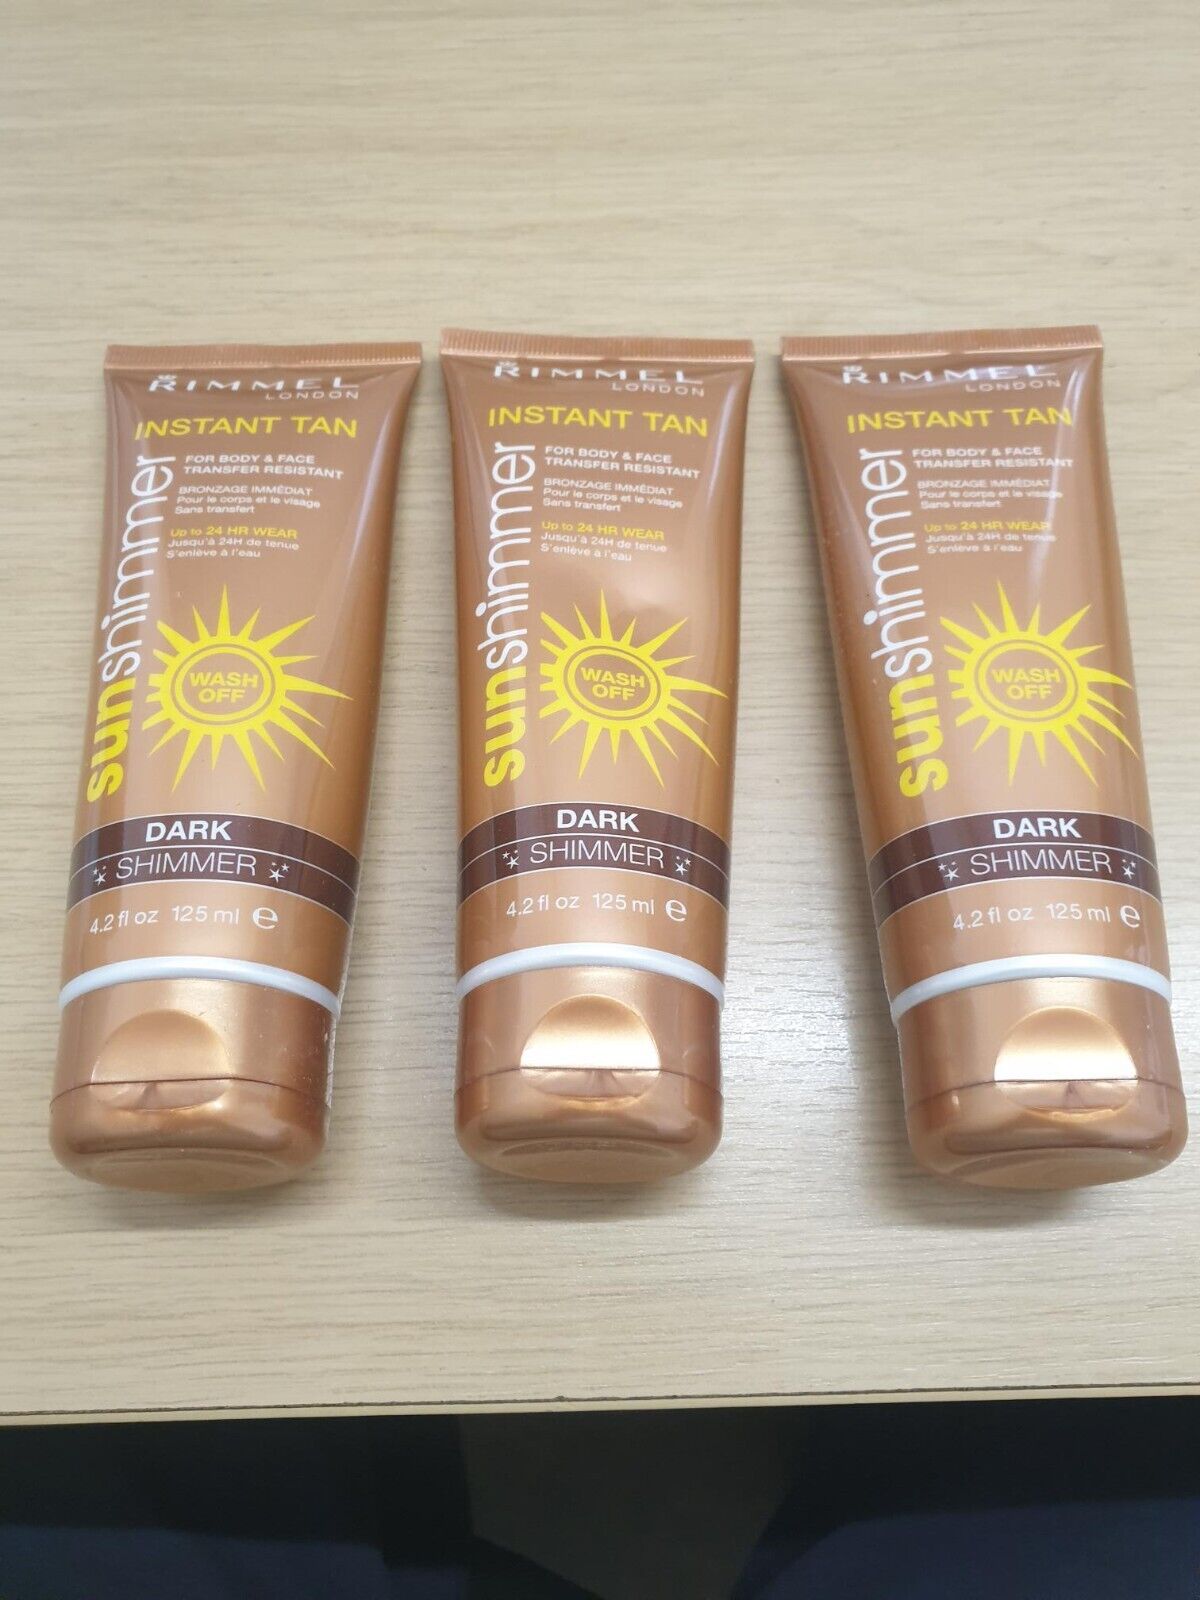 RIMMEL
LONDON
INSTANT TAN
FOR BODY & FACE
TRANSFER RESISTANT
BRONZAGE IMMÉDIAT
Pour le corps et le visage
Sans transfert
Up to 24 HR WEAR
Jusqu'à 24H de tenue
S'enlève à l'eau
sunshimmer
WASH
OFF
DARK
SHIMMER
4.2 fl oz 125 ml e
RIMMEL
LONDON
INSTANT TAN
FOR BODY & FACE
TRANSFER RESISTANT
BRONZAGE IMMÉDIAT
Pour le corps et le visage
Sans transfert
Up to 24 HR WEAR
Jusqu'à 24H de tenue
S'enlève à l'eau
sunshimmer
WASH
OFF
DARK
SHIMMER
4.2 fl oz 125 ml e
RIMMEL
LONDON
INSTANT TAN
FOR BODY & FACE
TRANSFER RESISTANT
BRONZAGE IMMÉDIAT
Pour le corps et le visage
Sans transfert
Up to 24 HR WEAR
Jusqu'à 24H de tenue
S'enlève à l'eau
sunshimmer
WASH
OFF
DARK
SHIMMER
4.2 fl oz 125 ml e